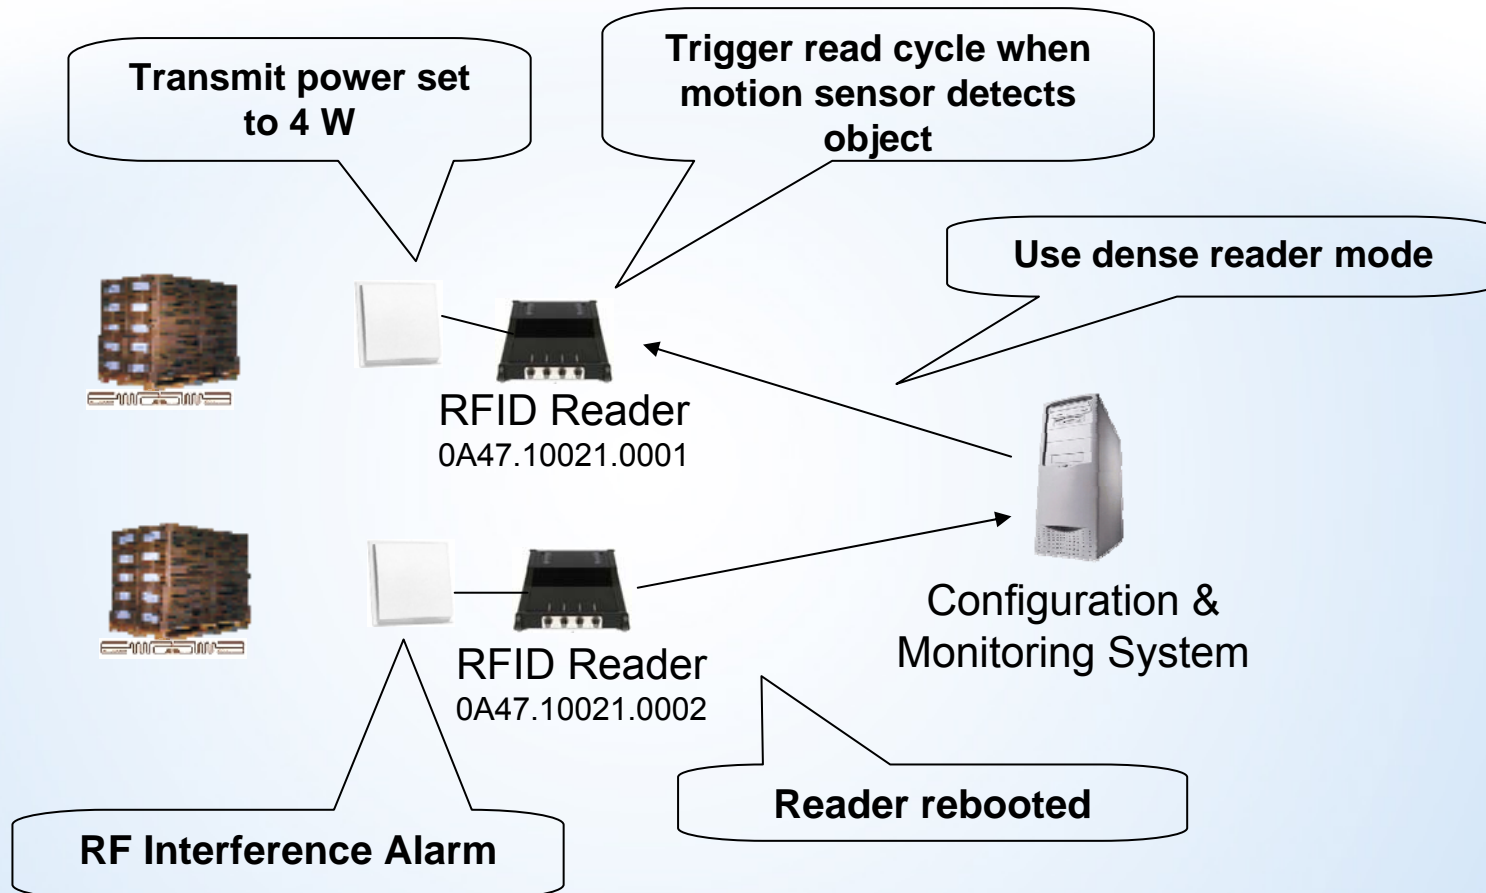 Transmit power set
to 4 W
Trigger read cycle when
motion sensor detects
object
Use dense reader mode
RFID Reader
0A47.10021.0001
RFID Reader
0A47.10021.0002
Configuration &
Monitoring System
Reader rebooted
RF Interference Alarm